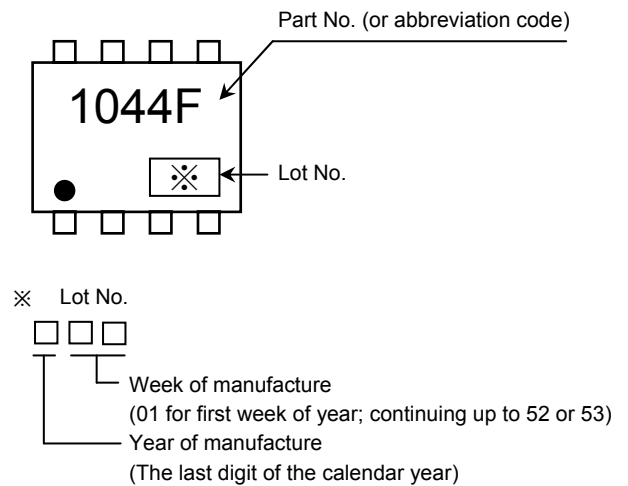 Part No. (or abbreviation code)
1044F
※
Lot No.
※ Lot No.
Week of manufacture
(01 for first week of year; continuing up to 52 or 53)
Year of manufacture
(The last digit of the calendar year)